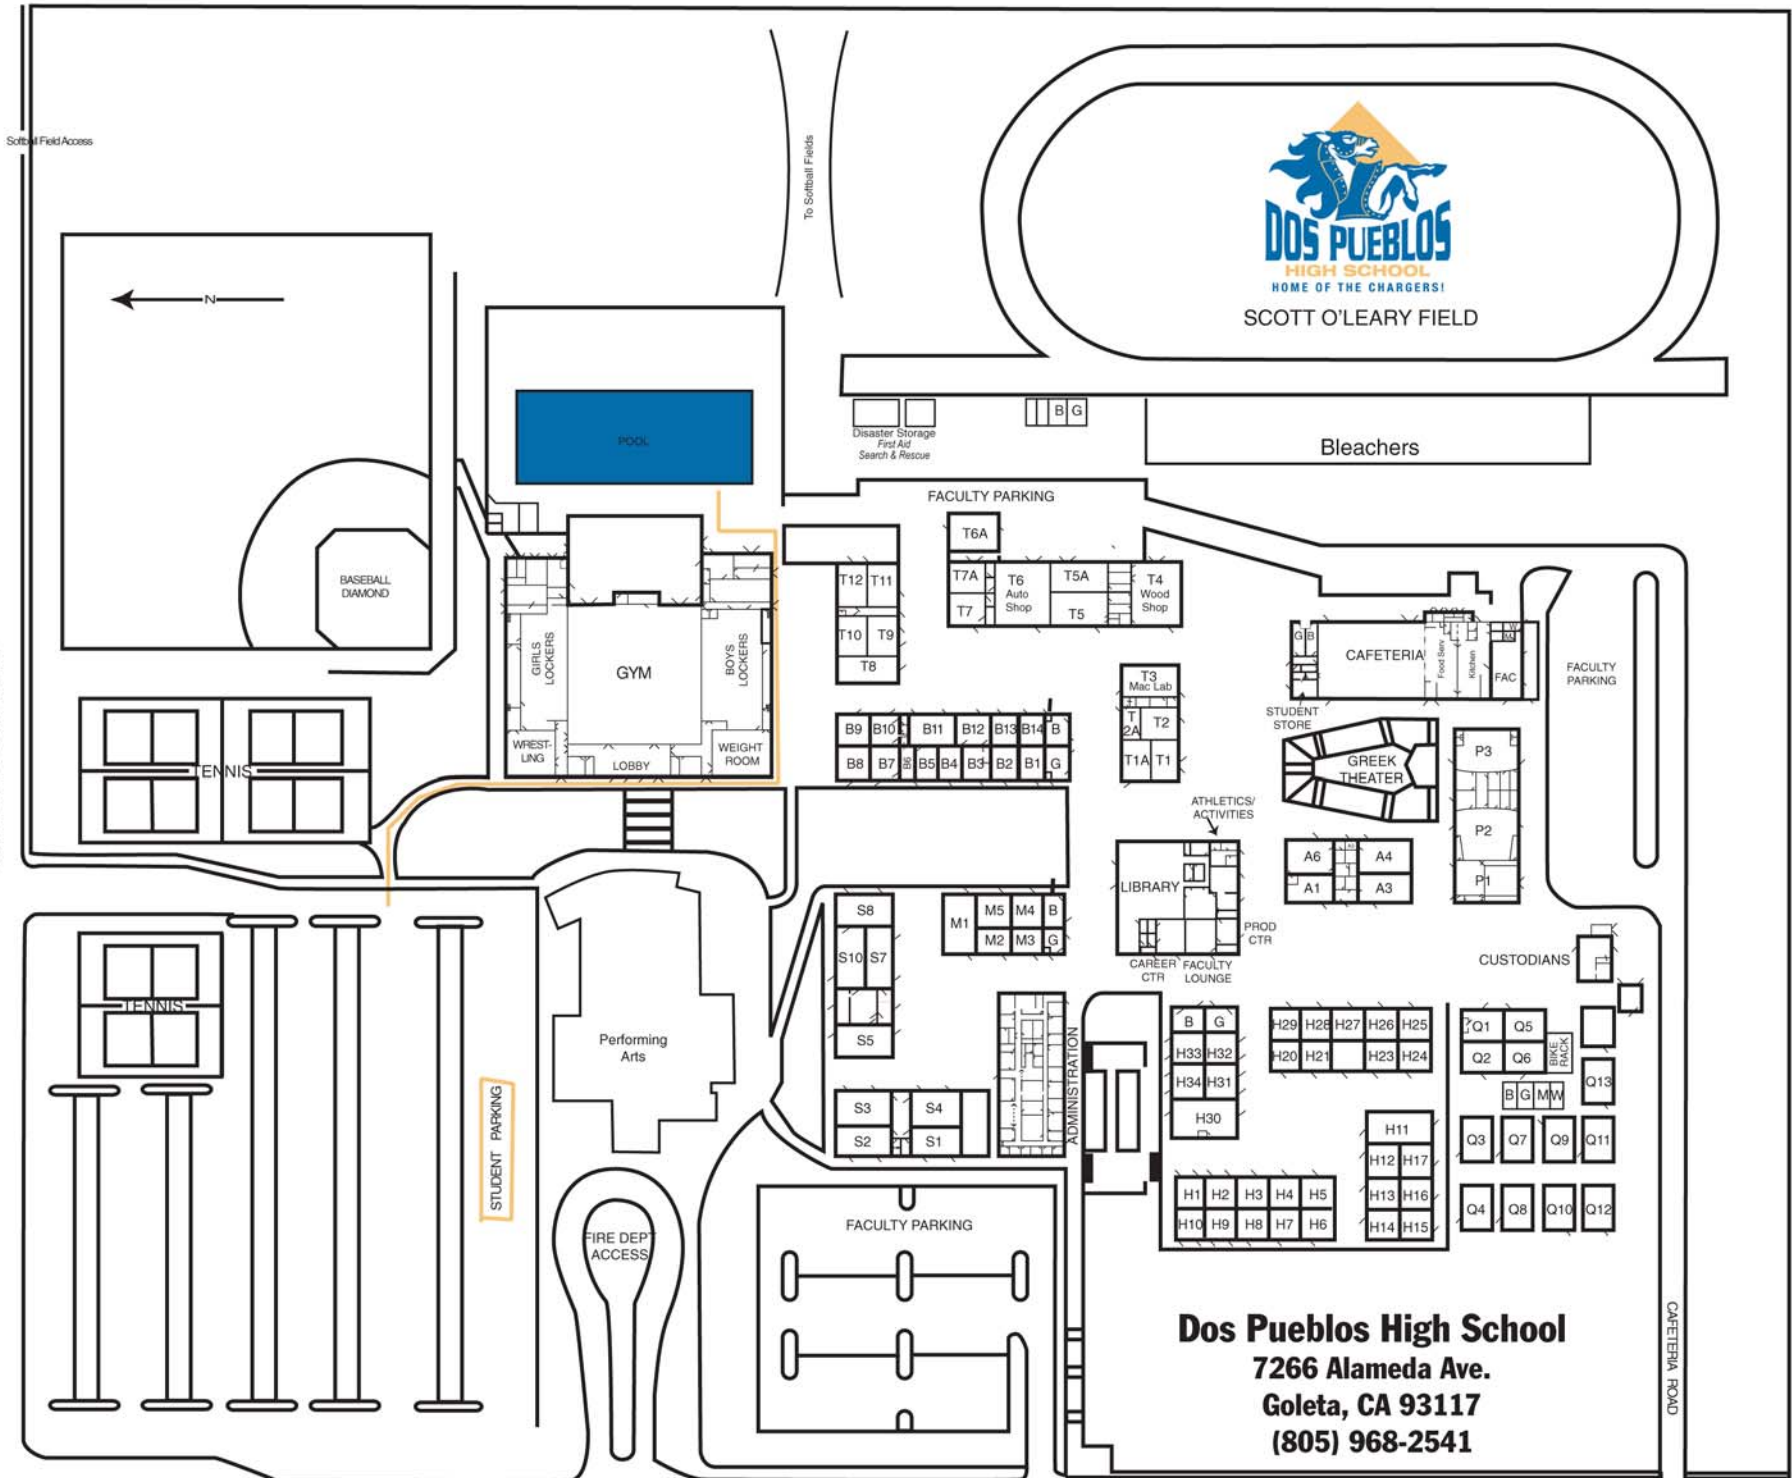 Softball Field Access
To Softball Fields
N
DOS PUEBLOS
HIGH SCHOOL
HOME OF THE CHARGERS!
SCOTT O'LEARY FIELD
POOL
Disaster Storage
First Aid
Search & Rescue
B G
Bleachers
FACULTY PARKING
BASEBALL
DIAMOND
GIRLS
LOCKERS
GYM
BOYS
LOCKERS
WREST-
LING
LOBBY
WEIGHT
ROOM
T12 T11
T10 T9
T8
T6A
T7A
T7
T6
Auto
Shop
T5A
T5
T4
Wood
Shop
G B
CAFETERIA
Food Serv
Kitchen
FAC
STUDENT
STORE
FACULTY
PARKING
T3
Mac Lab
T
2A
T2
T1A T1
B9 B10 B11 B12 B13 B14 B
B8 B7 B6 B5 B4 B3 B2 B1 G
TENNIS
GREEK
THEATER
P3
P2
P1
ATHLETICS/
ACTIVITIES
LIBRARY
PROD
CTR
CAREER
CTR
FACULTY
LOUNGE
A6 A4
A1 A3
S8
S10 S7
S5
M1 M5 M4 B
M2 M3 G
CUSTODIANS
TENNIS
Performing
Arts
ADMINISTRATION
B G
H33 H32
H34 H31
H30
H29 H28 H27 H26 H25
H20 H21 H23 H24
Q1 Q5
Q2 Q6
BIKE
RACK
Q13
B G M W
S3 S4
S2 S1
STUDENT PARKING
H11
H12 H17
H13 H16
H14 H15
Q3 Q7 Q9 Q11
Q4 Q8 Q10 Q12
H1 H2 H3 H4 H5
H10 H9 H8 H7 H6
FIRE DEPT
ACCESS
FACULTY PARKING
CAFETERIA ROAD
Dos Pueblos High School
7266 Alameda Ave.
Goleta, CA 93117
(805) 968-2541